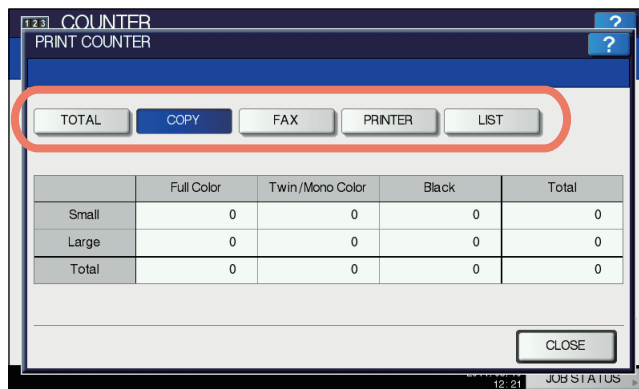 123 COUNTER ?
PRINT COUNTER ?
TOTAL COPY FAX PRINTER LIST
Full Color Twin/Mono Color Black Total
Small 0 0 0 0
Large 0 0 0 0
Total 0 0 0 0
CLOSE
12:21 JOB STATUS